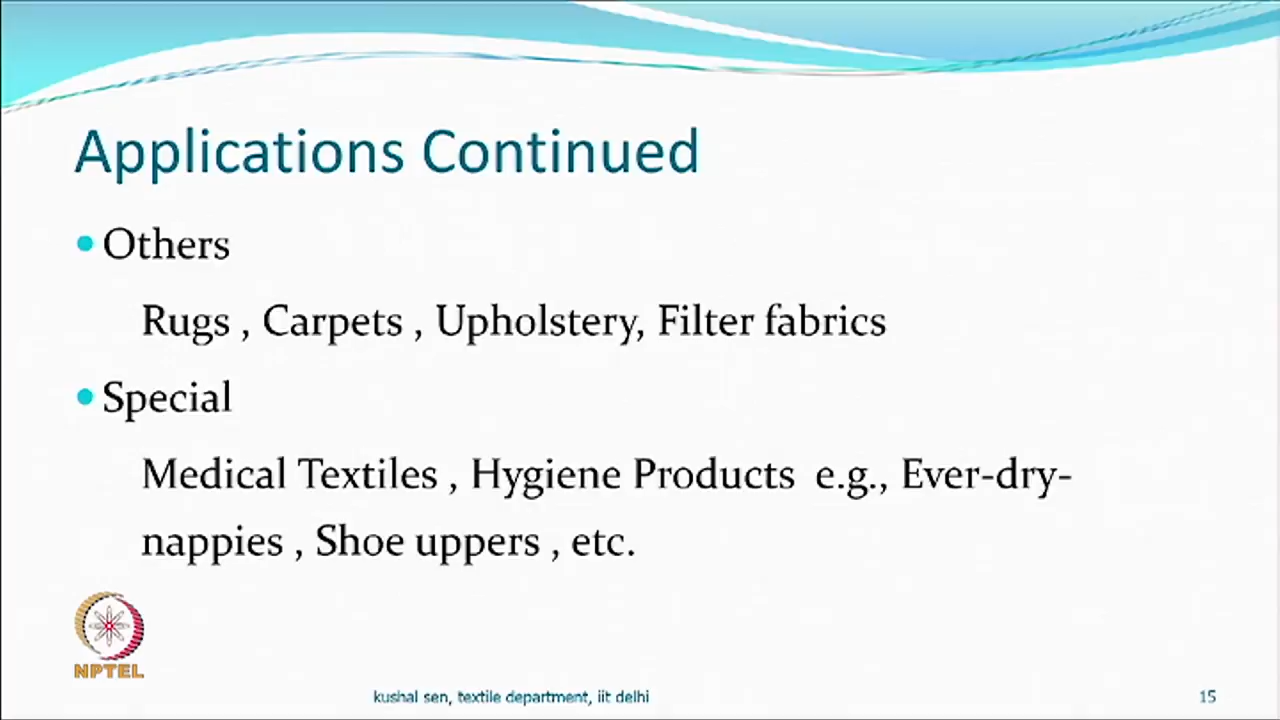 Applications Continued
Others
Rugs , Carpets , Upholstery, Filter fabrics
Special
Medical Textiles , Hygiene Products e.g., Ever-dry-
nappies , Shoe uppers , etc.
NPTEL
kushal sen, textile department, iit delhi
15